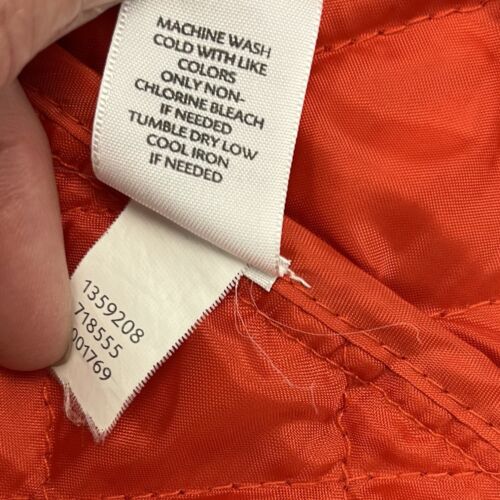 MACHINE WASH
COLD WITH LIKE
COLORS
ONLY NON-
CHLORINE BLEACH
IF NEEDED
TUMBLE DRY LOW
COOL IRON
IF NEEDED
1359208
718555
001769